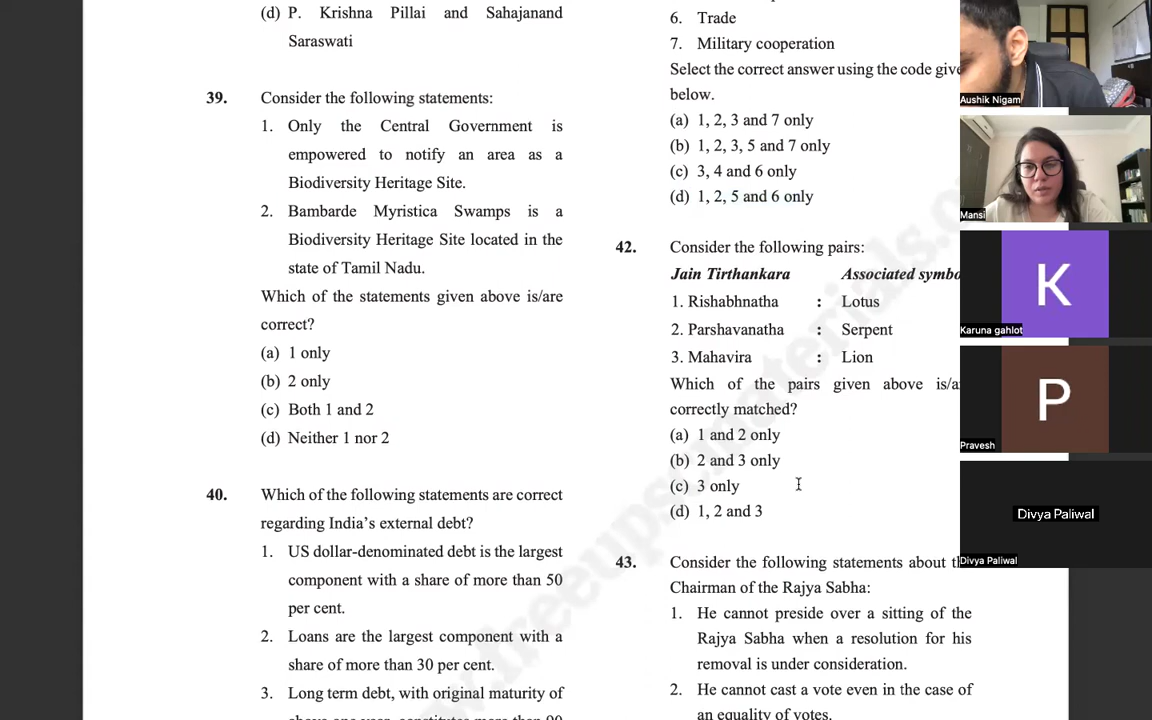 (d) P. Krishna Pillai and Sahajanand
Saraswati
39. Consider the following statements:
1. Only the Central Government is
empowered to notify an area as a
Biodiversity Heritage Site.
2. Bambarde Myristica Swamps is a
Biodiversity Heritage Site located in the
state of Tamil Nadu.
Which of the statements given above is/are
correct?
(a) 1 only
(b) 2 only
(c) Both 1 and 2
(d) Neither 1 nor 2
40. Which of the following statements are correct
regarding India's external debt?
1. US dollar-denominated debt is the largest
component with a share of more than 50
per cent.
2. Loans are the largest component with a
share of more than 30 per cent.
3. Long term debt, with original maturity of
6. Trade
7. Military cooperation
Select the correct answer using the code give
below.
(a) 1, 2, 3 and 7 only
(b) 1, 2, 3, 5 and 7 only
(c) 3, 4 and 6 only
(d) 1, 2, 5 and 6 only
42. Consider the following pairs:
Jain Tirthankara Associated symbo
1. Rishabhnatha : Lotus
2. Parshavanatha : Serpent
3. Mahavira : Lion
Which of the pairs given above is/a
correctly matched?
(a) 1 and 2 only
(b) 2 and 3 only
(c) 3 only
(d) 1, 2 and 3
43. Consider the following statements about t
Chairman of the Rajya Sabha:
1. He cannot preside over a sitting of the
Rajya Sabha when a resolution for his
removal is under consideration.
2. He cannot cast a vote even in the case of
an equality of votes.
Aushik Nigam
Mansi
K
Karuna gahlot
P
Pravesh
Divya Paliwal
Divya Paliwal